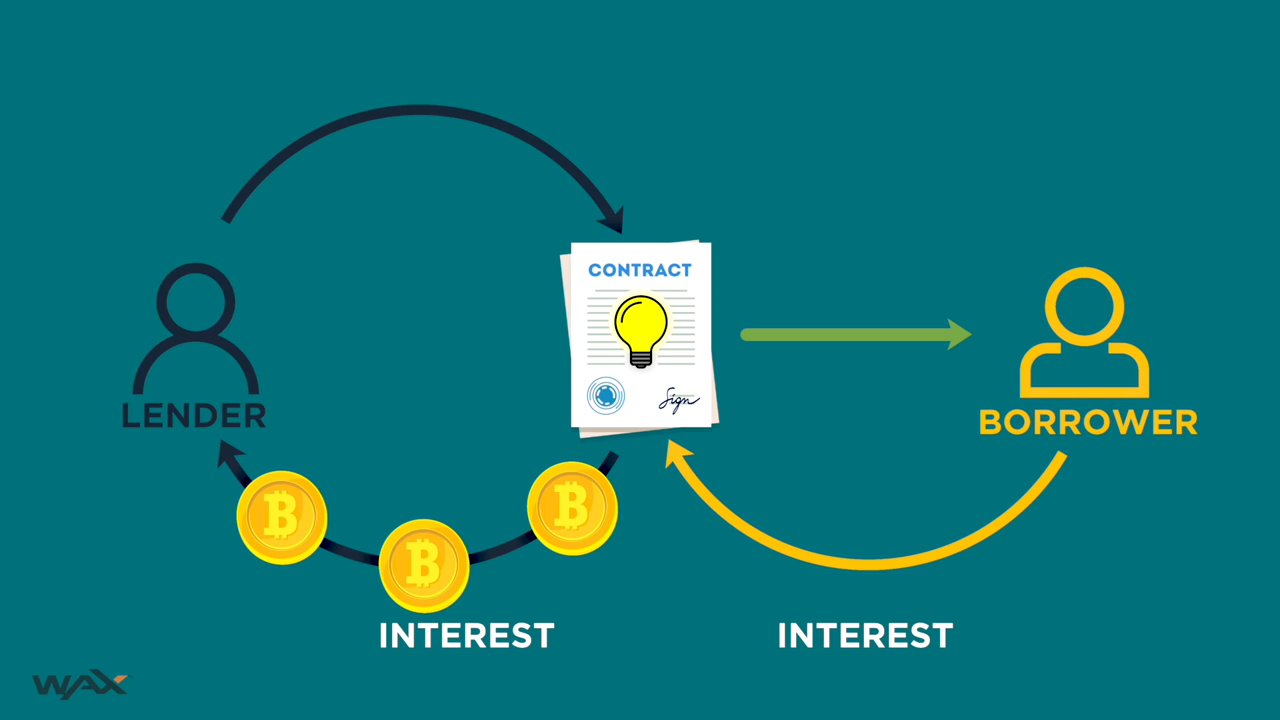 CONTRACT
Sign
LENDER
BORROWER
INTEREST
INTEREST
WAX